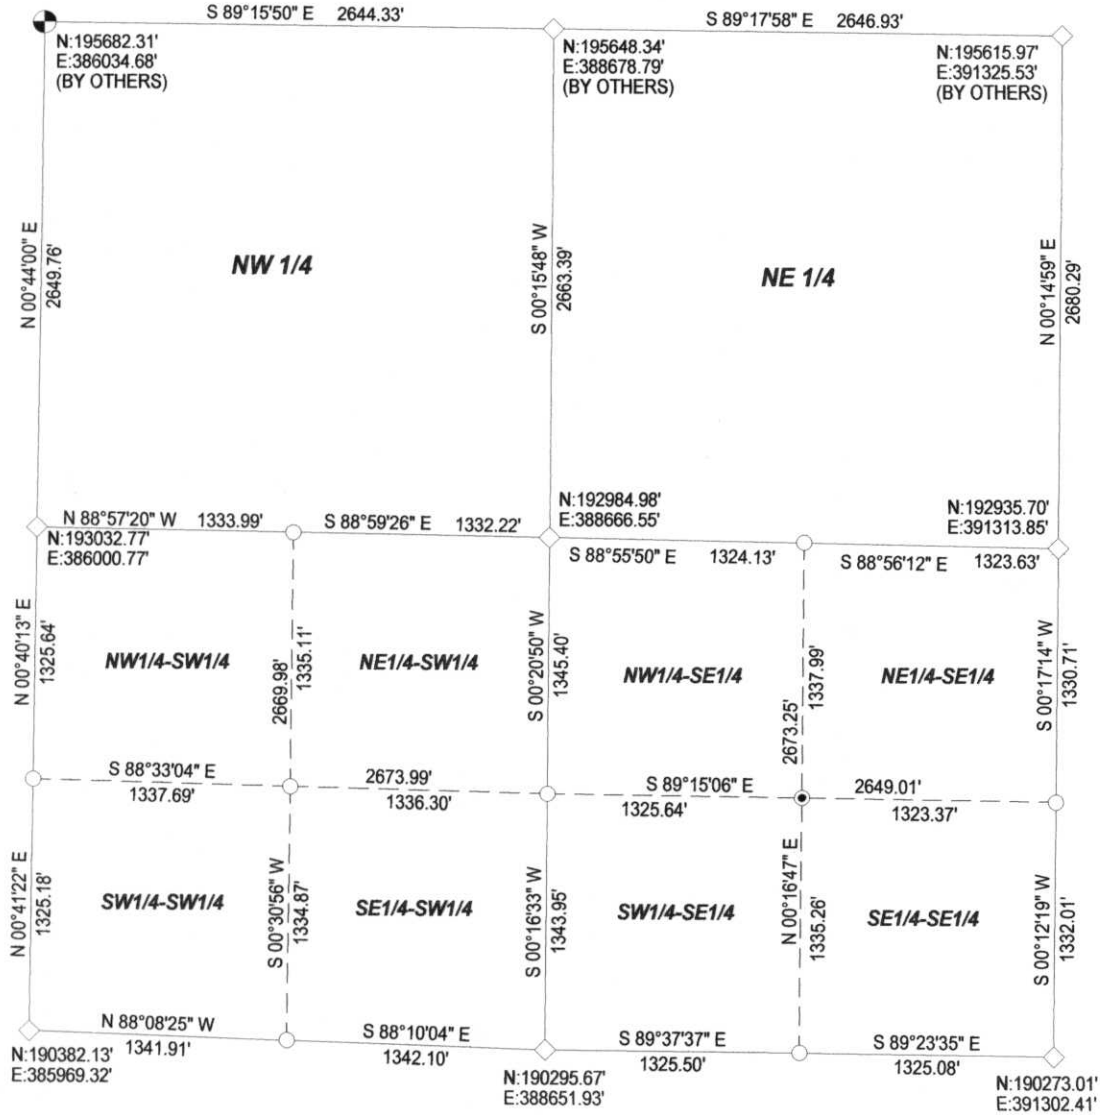 S 89°15'50" E 2644.33'
S 89°17'58" E 2646.93'
N:195682.31'
E:386034.68'
(BY OTHERS)
N:195648.34'
E:388678.79'
(BY OTHERS)
N:195615.97'
E:391325.53'
(BY OTHERS)
N 00°44'00" E
2649.76'
NW 1/4
S 00°15'48" W
2663.39'
NE 1/4
N 00°14'59" E
2680.29'
N:192984.98'
E:388666.55'
N:192935.70'
E:391313.85'
N 88°57'20" W 1333.99'
S 88°59'26" E 1332.22'
N:193032.77'
E:386000.77'
S 88°55'50" E 1324.13'
S 88°56'12" E 1323.63'
N 00°40'13" E
1325.64'
NW1/4-SW1/4
2669.98'
1335.11'
NE1/4-SW1/4
S 00°20'50" W
1345.40'
NW1/4-SE1/4
2673.25'
1337.99'
NE1/4-SE1/4
S 00°17'14" W
1330.71'
S 88°33'04" E 2673.99'
1337.69' 1336.30'
S 89°15'06" E 2649.01'
1325.64' 1323.37'
N 00°41'22" E
1325.18'
SW1/4-SW1/4
S 00°30'56" W
1334.87'
SE1/4-SW1/4
S 00°16'33" W
1343.95'
SW1/4-SE1/4
N 00°16'47" E
1335.26'
SE1/4-SE1/4
S 00°12'19" W
1332.01'
N 88°08'25" W
1341.91'
S 88°10'04" E
1342.10'
S 89°37'37" E
1325.50'
S 89°23'35" E
1325.08'
N:190382.13'
E:385969.32'
N:190295.67'
E:388651.93'
N:190273.01'
E:391302.41'